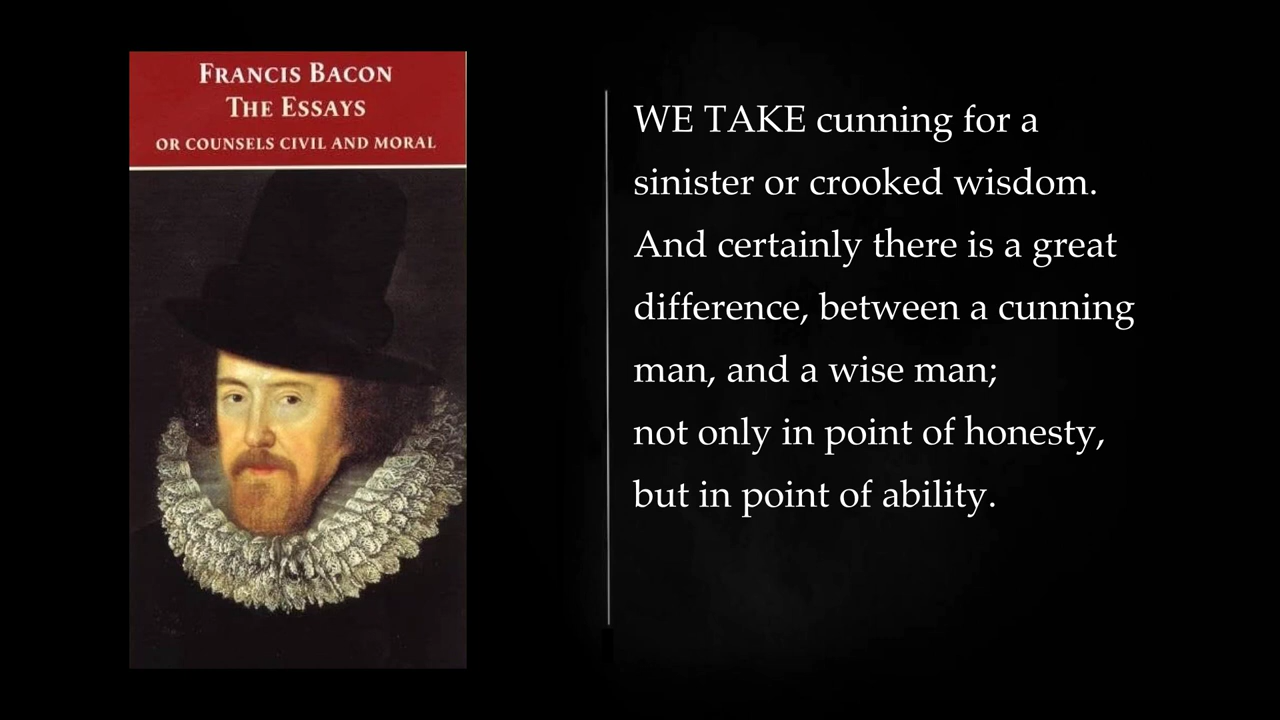 FRANCIS BACON
THE ESSAYS
OR COUNSELS CIVIL AND MORAL
WE TAKE cunning for a
sinister or crooked wisdom.
And certainly there is a great
difference, between a cunning
man, and a wise man;
not only in point of honesty,
but in point of ability.